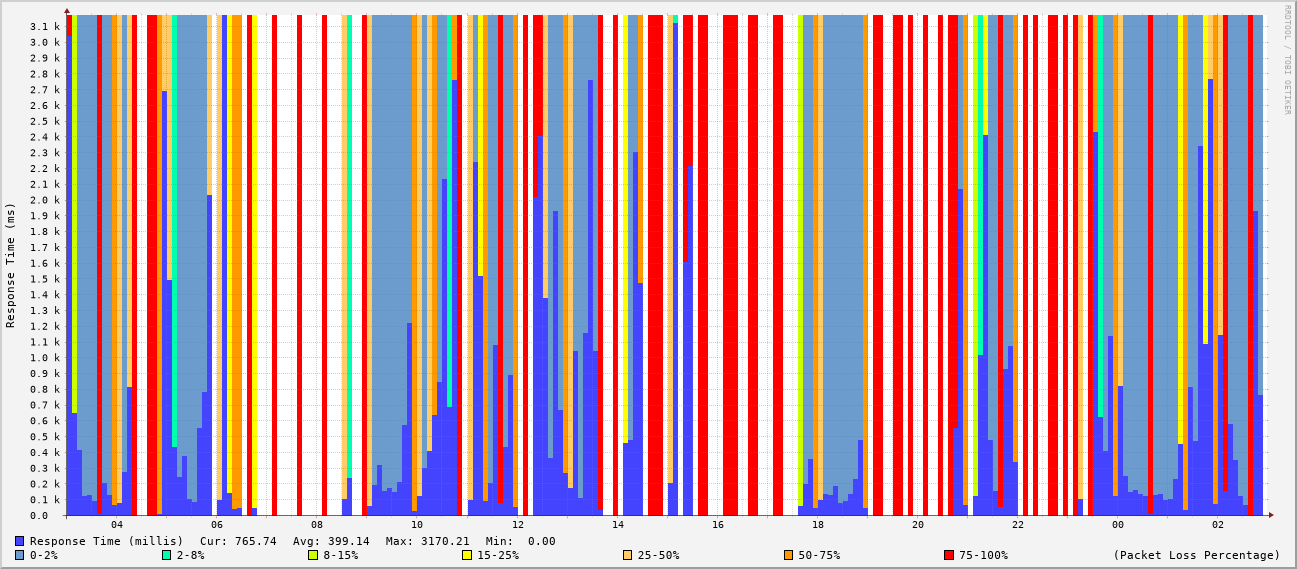 RRDTOOL / TOBI OETIKER
Response Time (ms)
3.1 k
3.0 k
2.9 k
2.8 k
2.7 k
2.6 k
2.5 k
2.4 k
2.3 k
2.2 k
2.1 k
2.0 k
1.9 k
1.8 k
1.7 k
1.6 k
1.5 k
1.4 k
1.3 k
1.2 k
1.1 k
1.0 k
0.9 k
0.8 k
0.7 k
0.6 k
0.5 k
0.4 k
0.3 k
0.2 k
0.1 k
0.0
04 06 08 10 12 14 16 18 20 22 00 02
Response Time (millis) Cur: 765.74 Avg: 399.14 Max: 3170.21 Min: 0.00
0-2% 2-8% 8-15% 15-25% 25-50% 50-75% 75-100% (Packet Loss Percentage)